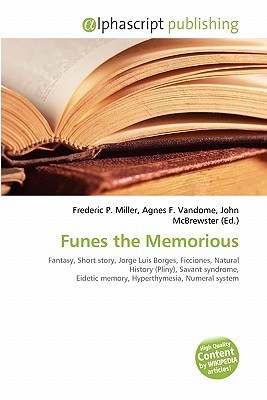 alphascript publishing
Frederic P. Miller, Agnes F. Vandome, John
McBrewster (Ed.)
Funes the Memorious
Fantasy, Short story, Jorge Luis Borges, Ficciones, Natural
History (Pliny), Savant syndrome,
Eidetic memory, Hyperthymesia, Numeral system
High Quality
Content
by WIKIPEDIA
articles!